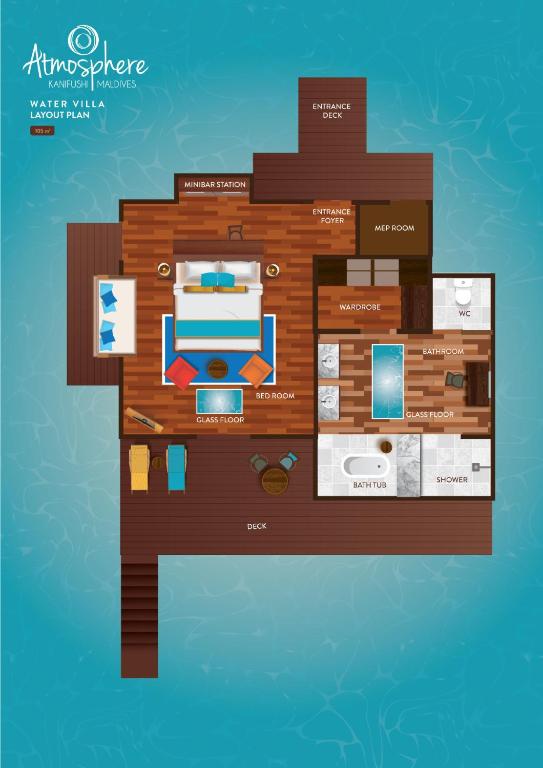 Atmosphere
KANIFUSHI MALDIVES
WATER VILLA
LAYOUT PLAN
105 m²
ENTRANCE
DECK
MINIBAR STATION
ENTRANCE
FOYER
MEP ROOM
WARDROBE
WC
BATHROOM
BED ROOM
GLASS FLOOR
GLASS FLOOR
BATH TUB
SHOWER
DECK